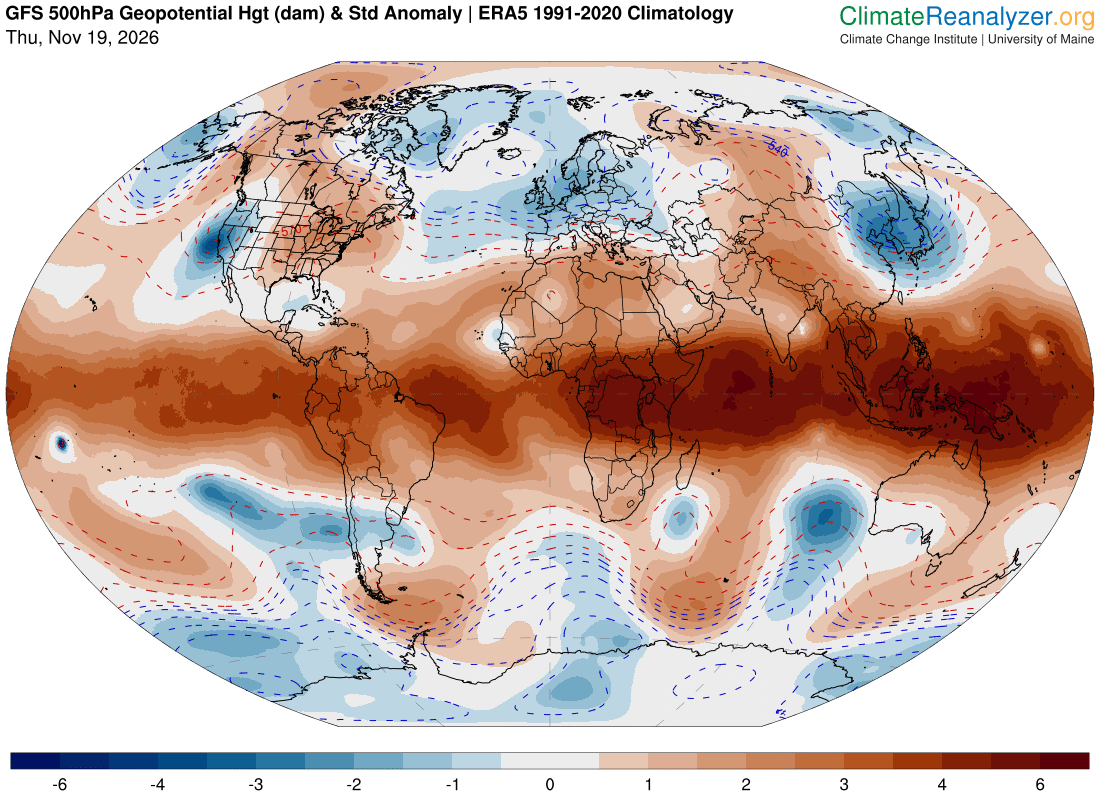 GFS 500hPa Geopotential Hgt (dam) & Std Anomaly | ERA5 1991-2020 Climatology
Thu, Nov 19, 2026
ClimateReanalyzer.org
Climate Change Institute | University of Maine
540
570
-6 -4 -3 -2 -1 0 1 2 3 4 6